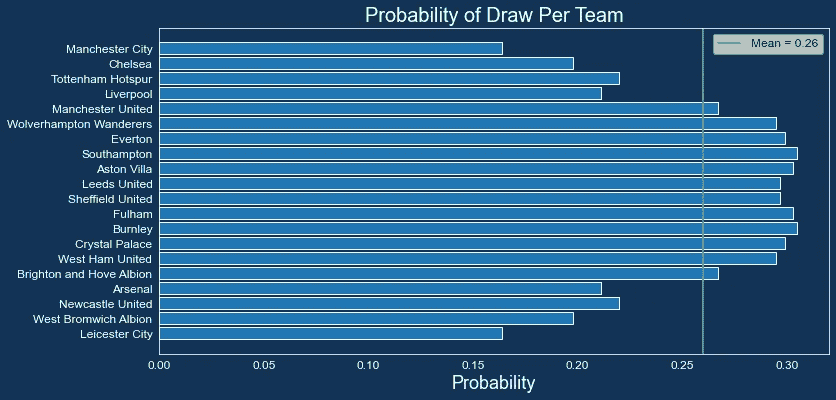 Probability of Draw Per Team
Mean = 0.26
Manchester City
Chelsea
Tottenham Hotspur
Liverpool
Manchester United
Wolverhampton Wanderers
Everton
Southampton
Aston Villa
Leeds United
Sheffield United
Fulham
Burnley
Crystal Palace
West Ham United
Brighton and Hove Albion
Arsenal
Newcastle United
West Bromwich Albion
Leicester City
0.00 0.05 0.10 0.15 0.20 0.25 0.30
Probability